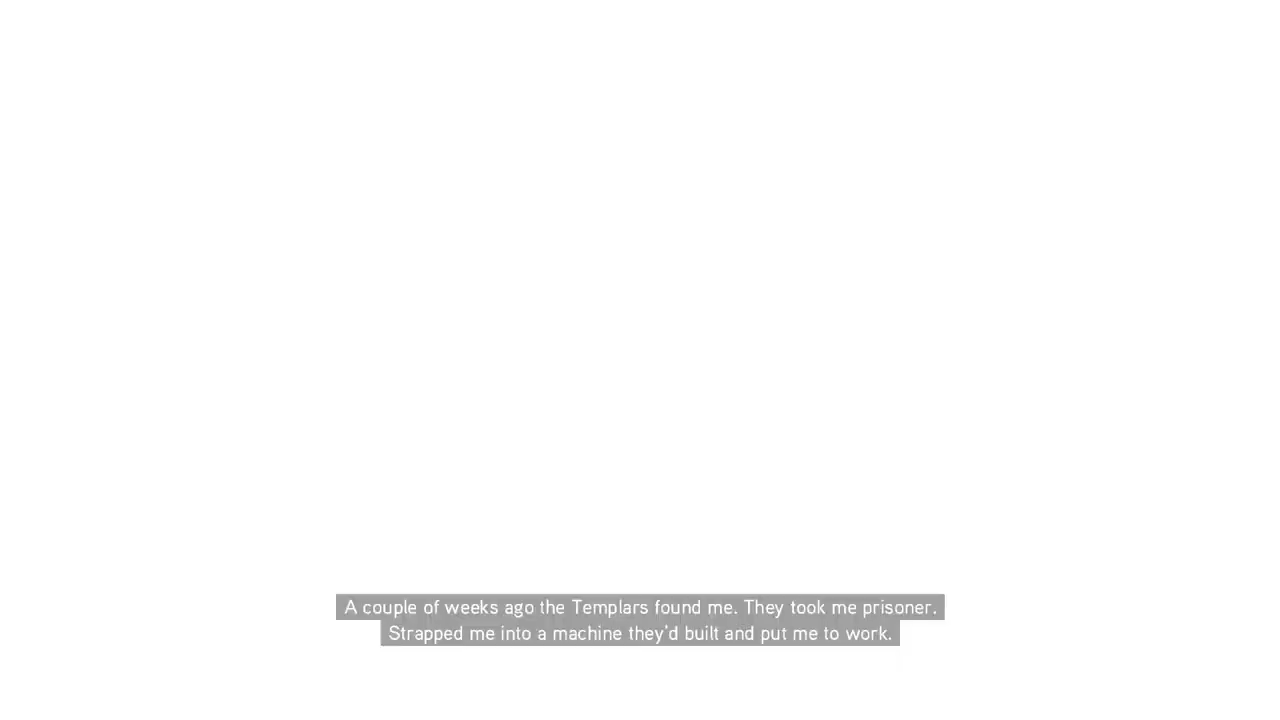 A couple of weeks ago the Templars found me. They took me prisoner.
Strapped me into a machine they'd built and put me to work.